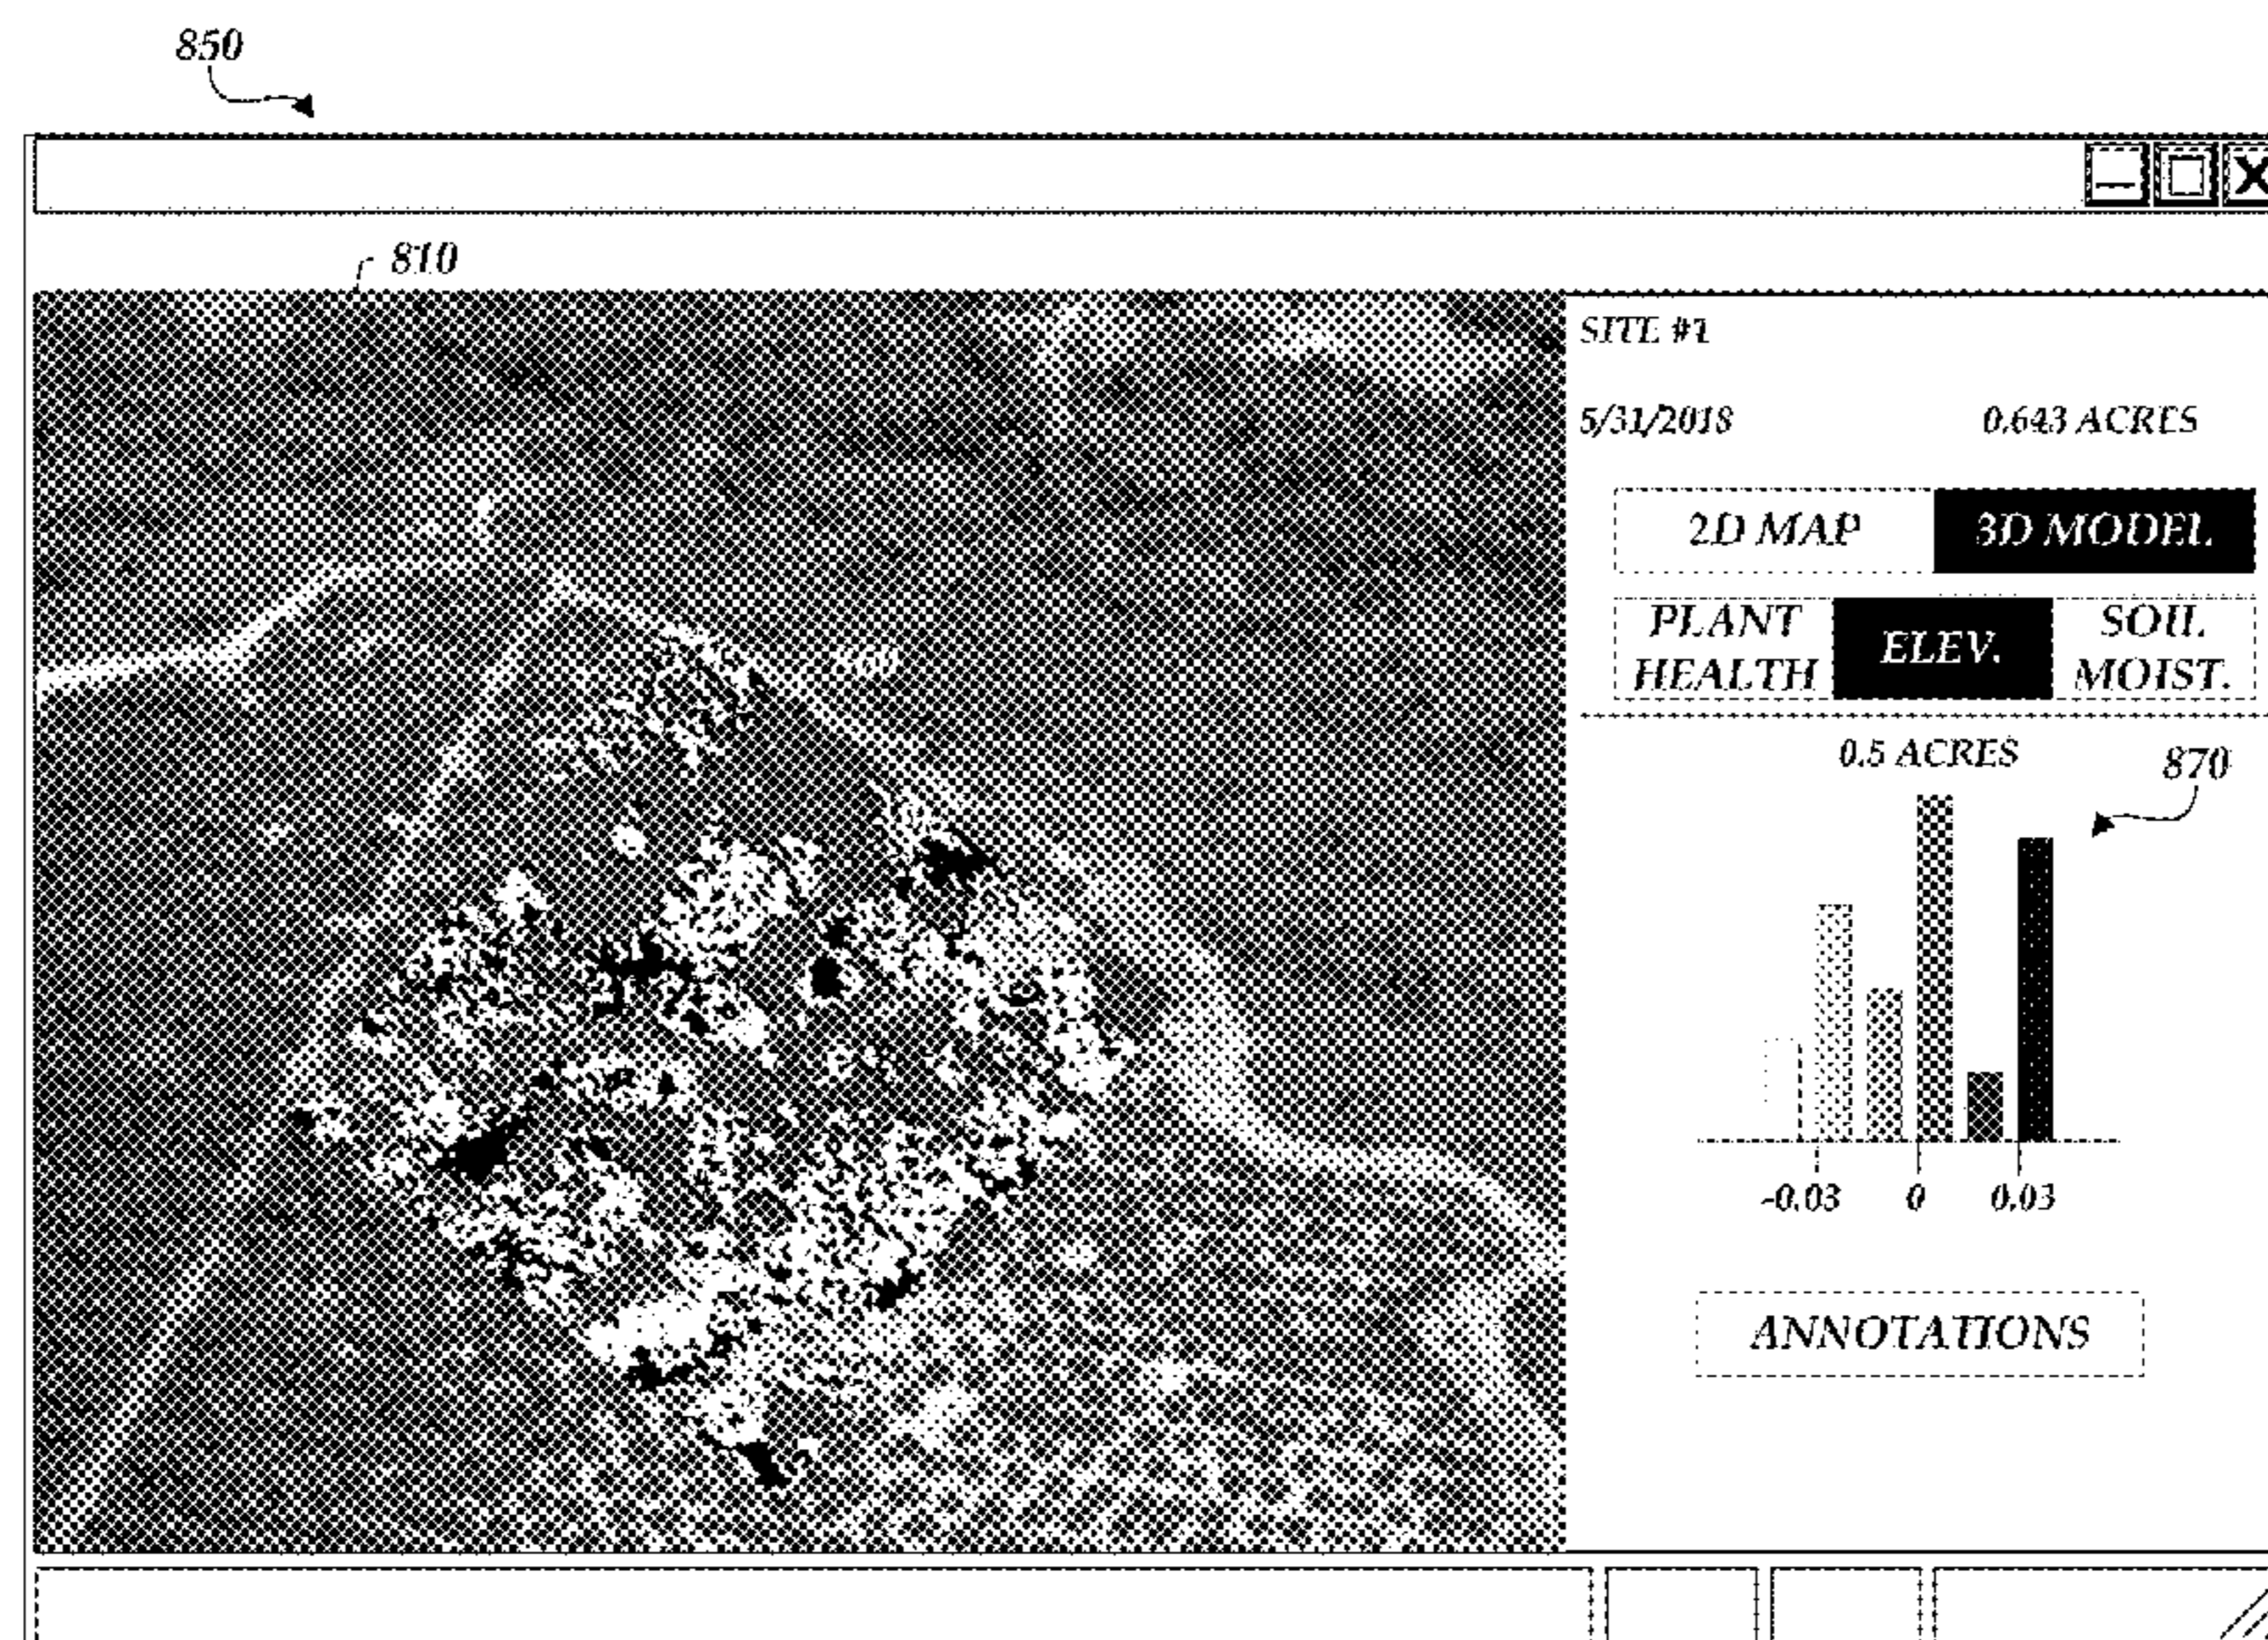 850
810
SITE #1
5/31/2018 0.643 ACRES
2D MAP 3D MODEL
PLANT HEALTH ELEV. SOIL MOIST.
0.5 ACRES
870
-0.03 0 0.03
ANNOTATIONS